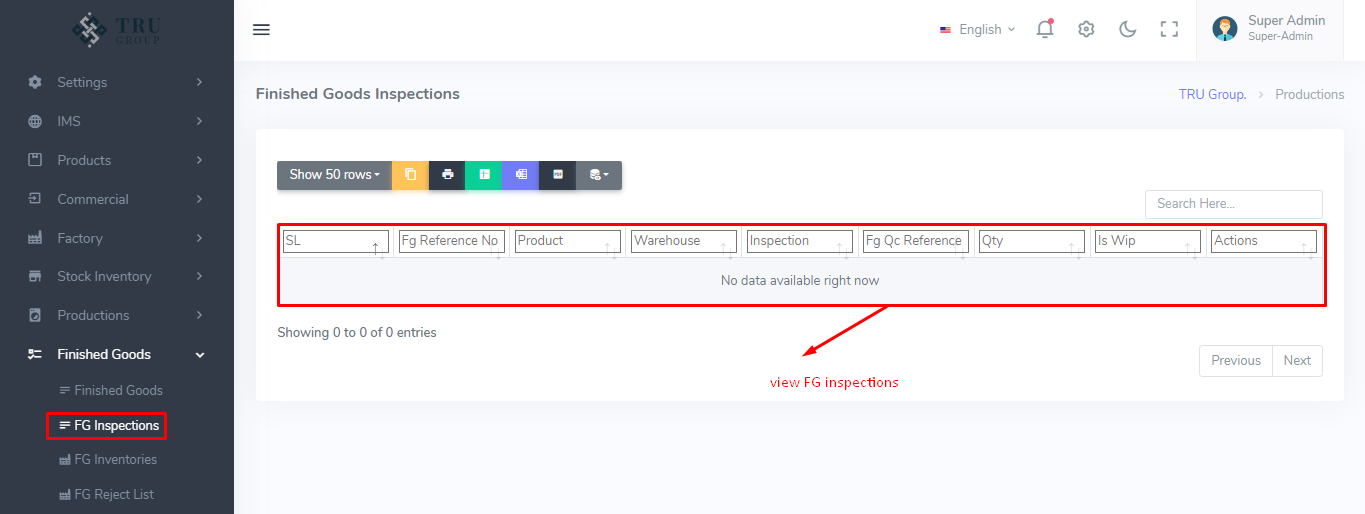 TRU
GROUP
English
Super Admin
Super-Admin
Settings
IMS
Products
Commercial
Factory
Stock Inventory
Productions
Finished Goods
Finished Goods
FG Inspections
FG Inventories
FG Reject List
Finished Goods Inspections
TRU Group. > Productions
Show 50 rows
PDF
Search Here...
SL Fg Reference No Product Warehouse Inspection Fg Qc Reference Qty Is Wip Actions
No data available right now
Showing 0 to 0 of 0 entries
Previous Next
view FG inspections